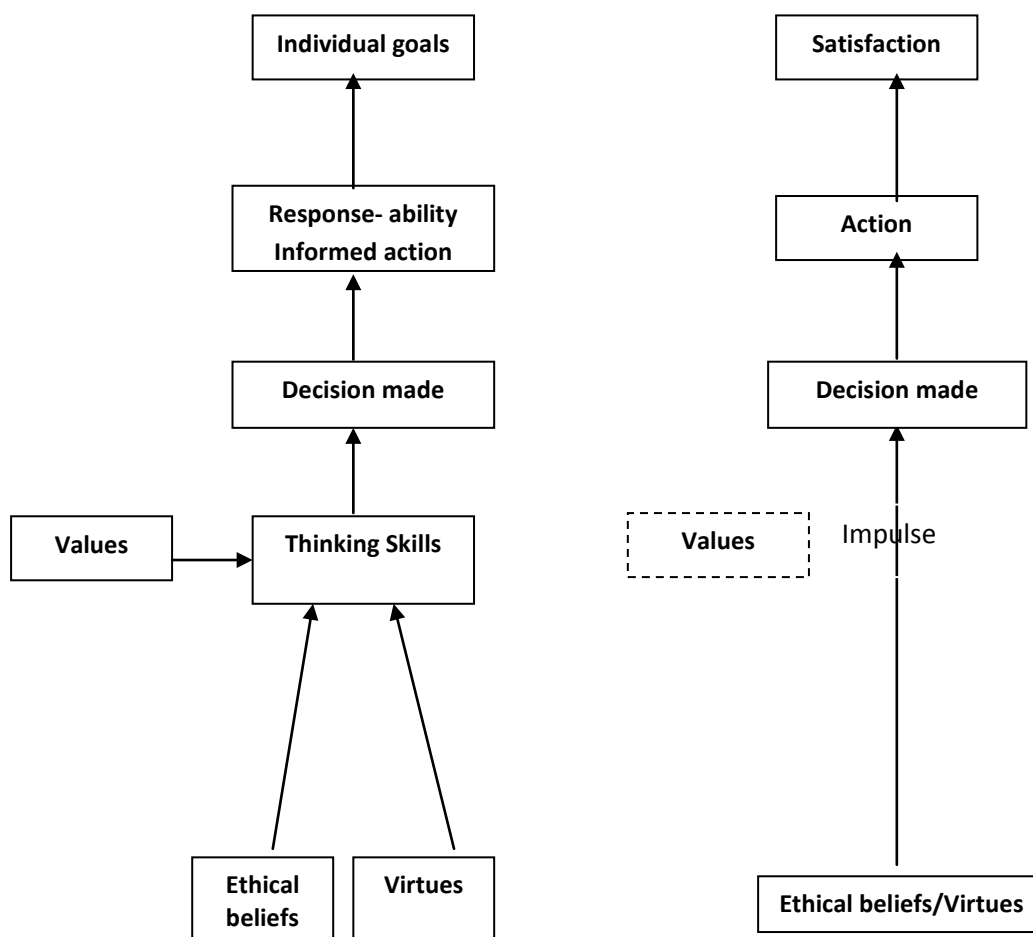 Individual goals
Satisfaction
Response- ability
Informed action
Action
Decision made
Decision made
Values
Thinking Skills
Values
Impulse
Ethical
beliefs
Virtues
Ethical beliefs/Virtues